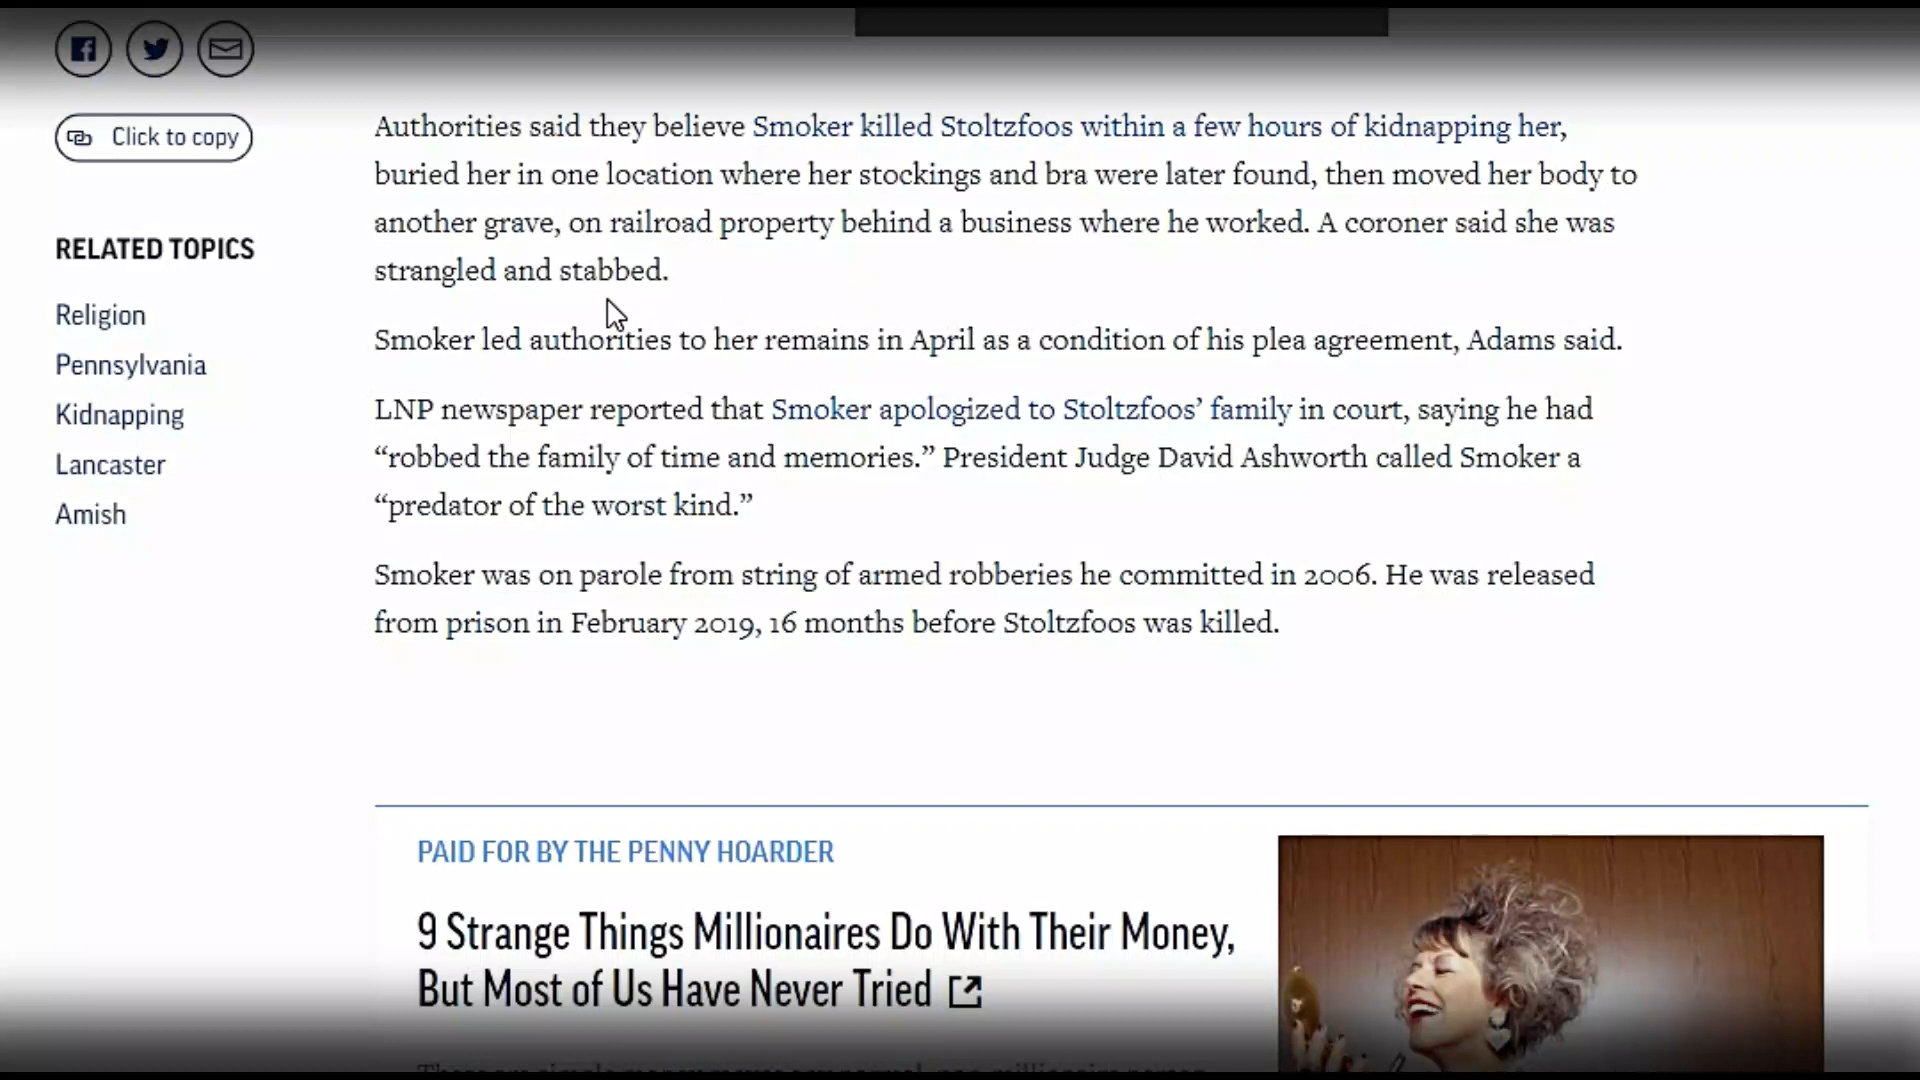 Click to copy
RELATED TOPICS
Religion
Pennsylvania
Kidnapping
Lancaster
Amish
Authorities said they believe Smoker killed Stoltzfoos within a few hours of kidnapping her,
buried her in one location where her stockings and bra were later found, then moved her body to
another grave, on railroad property behind a business where he worked. A coroner said she was
strangled and stabbed.
Smoker led authorities to her remains in April as a condition of his plea agreement, Adams said.
LNP newspaper reported that Smoker apologized to Stoltzfoos’ family in court, saying he had
“robbed the family of time and memories.” President Judge David Ashworth called Smoker a
“predator of the worst kind.”
Smoker was on parole from string of armed robberies he committed in 2006. He was released
from prison in February 2019, 16 months before Stoltzfoos was killed.
PAID FOR BY THE PENNY HOARDER
9 Strange Things Millionaires Do With Their Money,
But Most of Us Have Never Tried